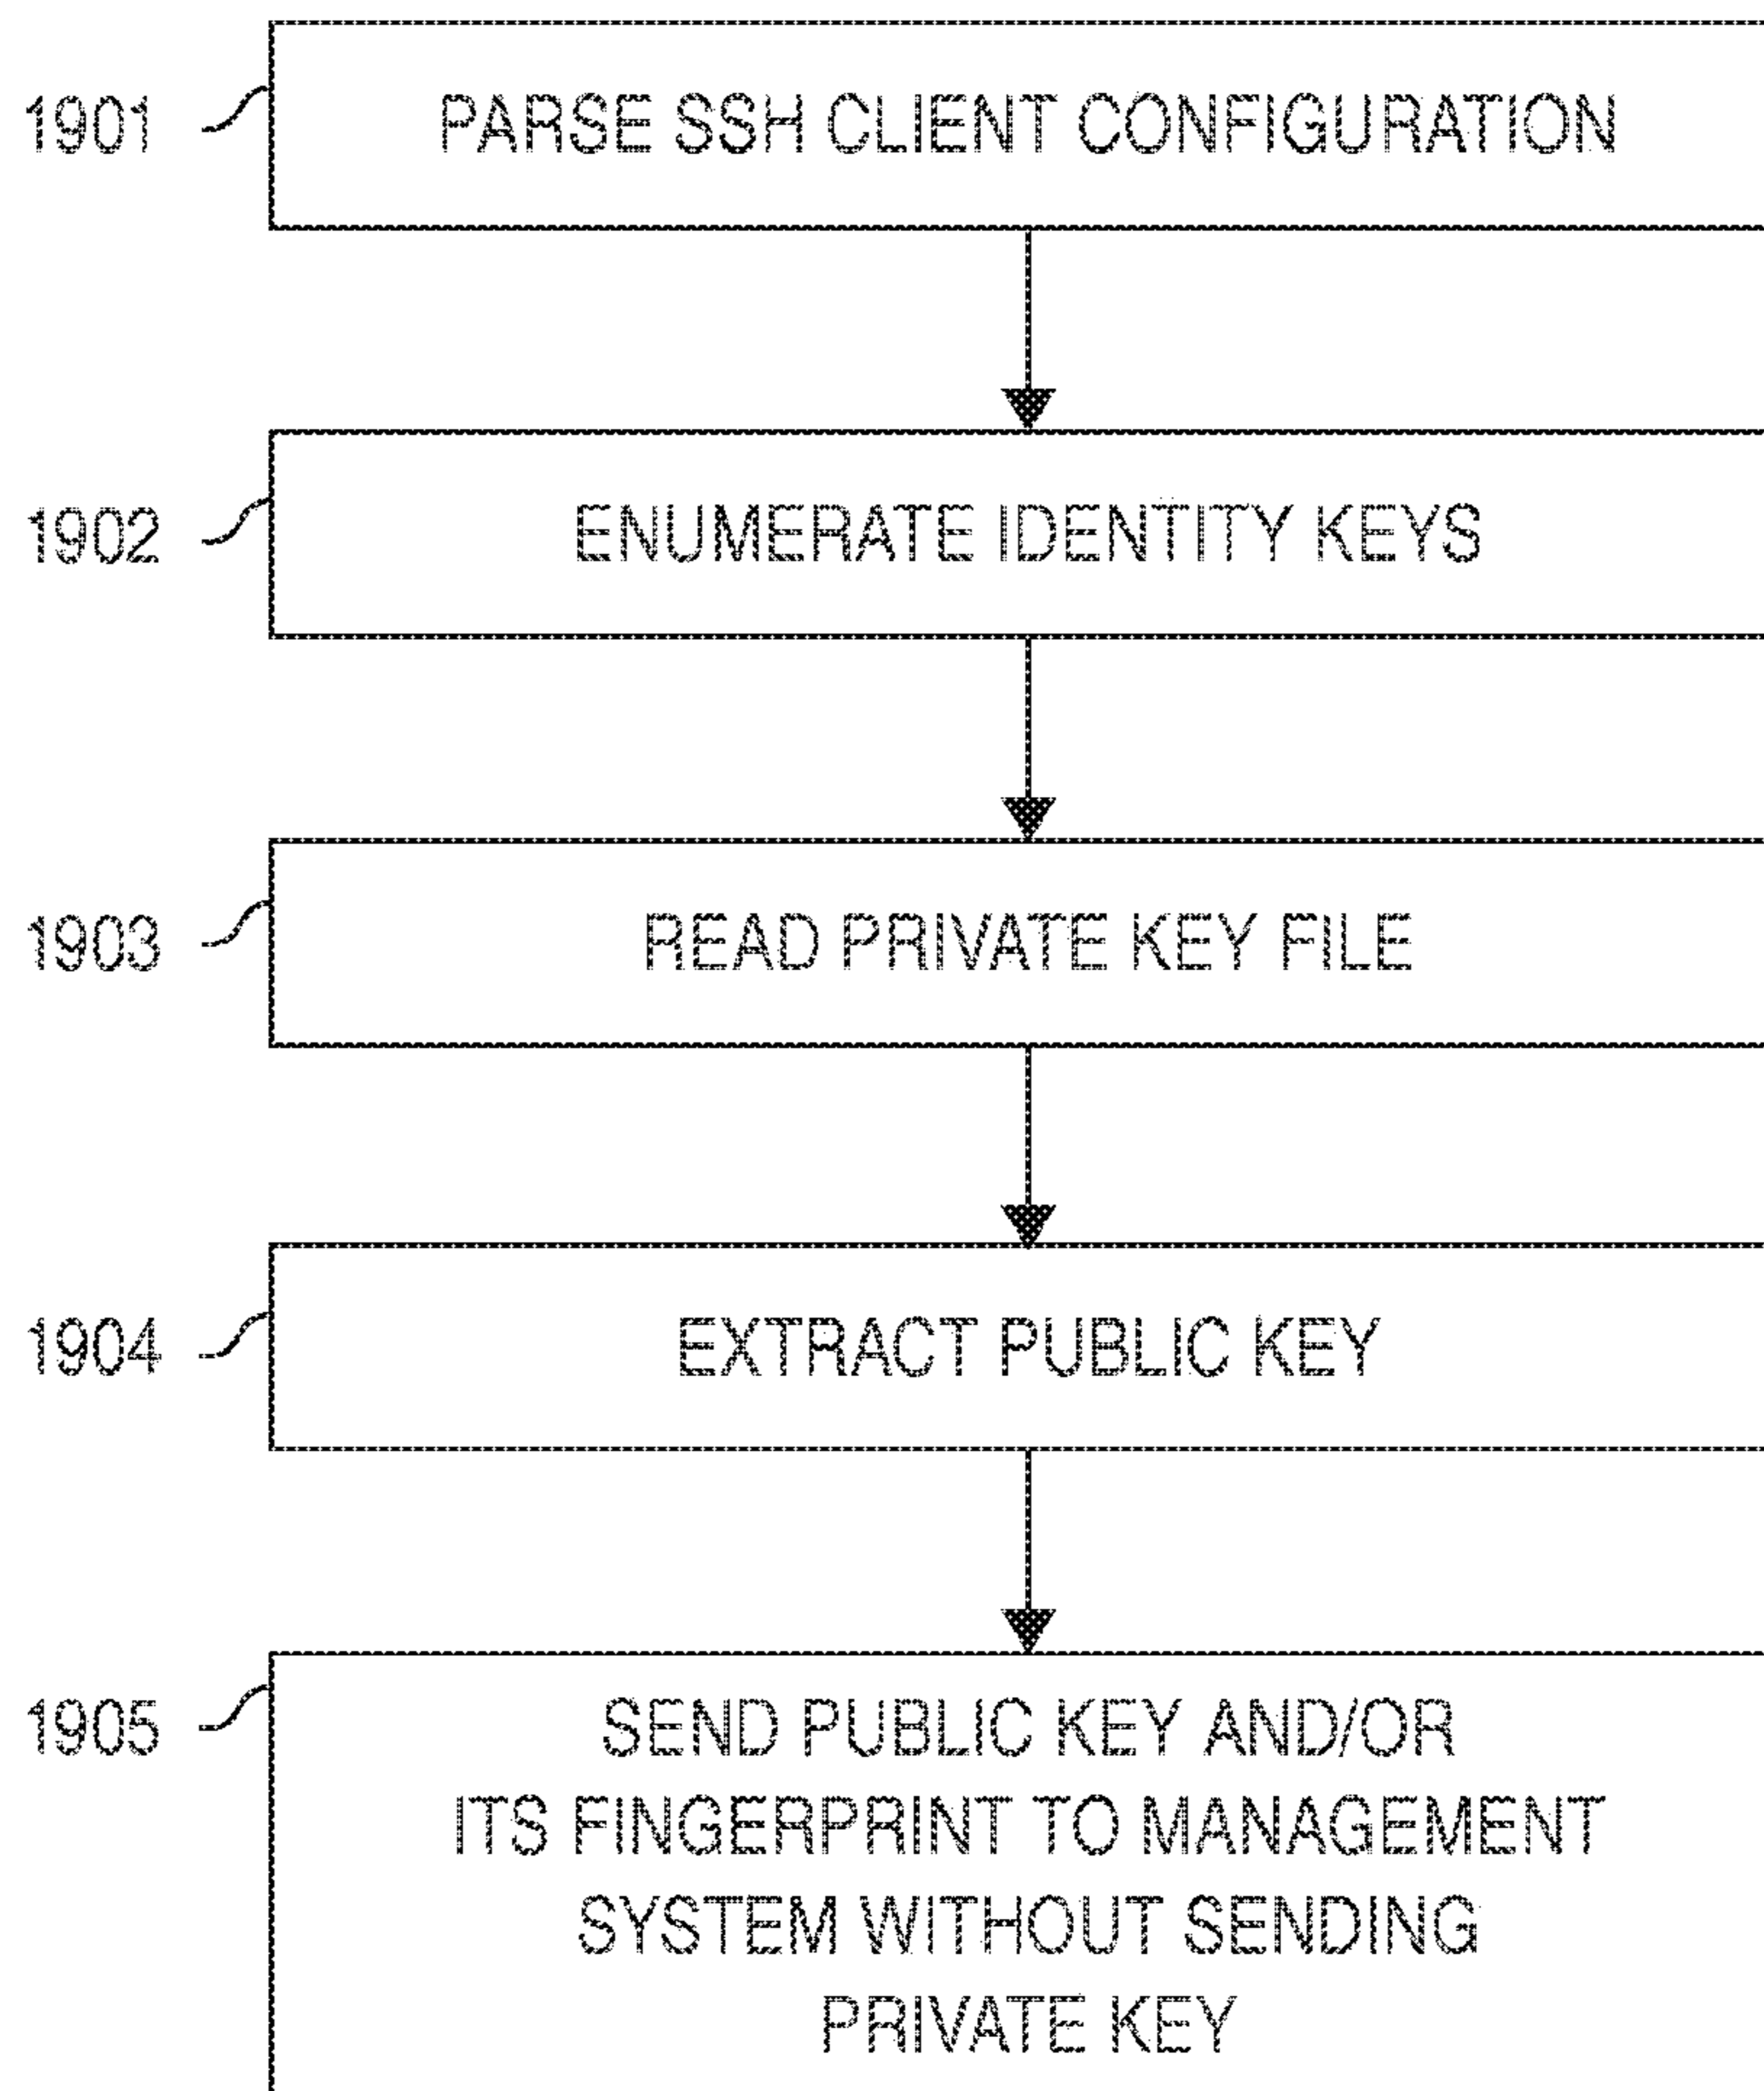 1901
PARSE SSH CLIENT CONFIGURATION
1902
ENUMERATE IDENTITY KEYS
1903
READ PRIVATE KEY FILE
1904
EXTRACT PUBLIC KEY
1905
SEND PUBLIC KEY AND/OR
ITS FINGERPRINT TO MANAGEMENT
SYSTEM WITHOUT SENDING
PRIVATE KEY